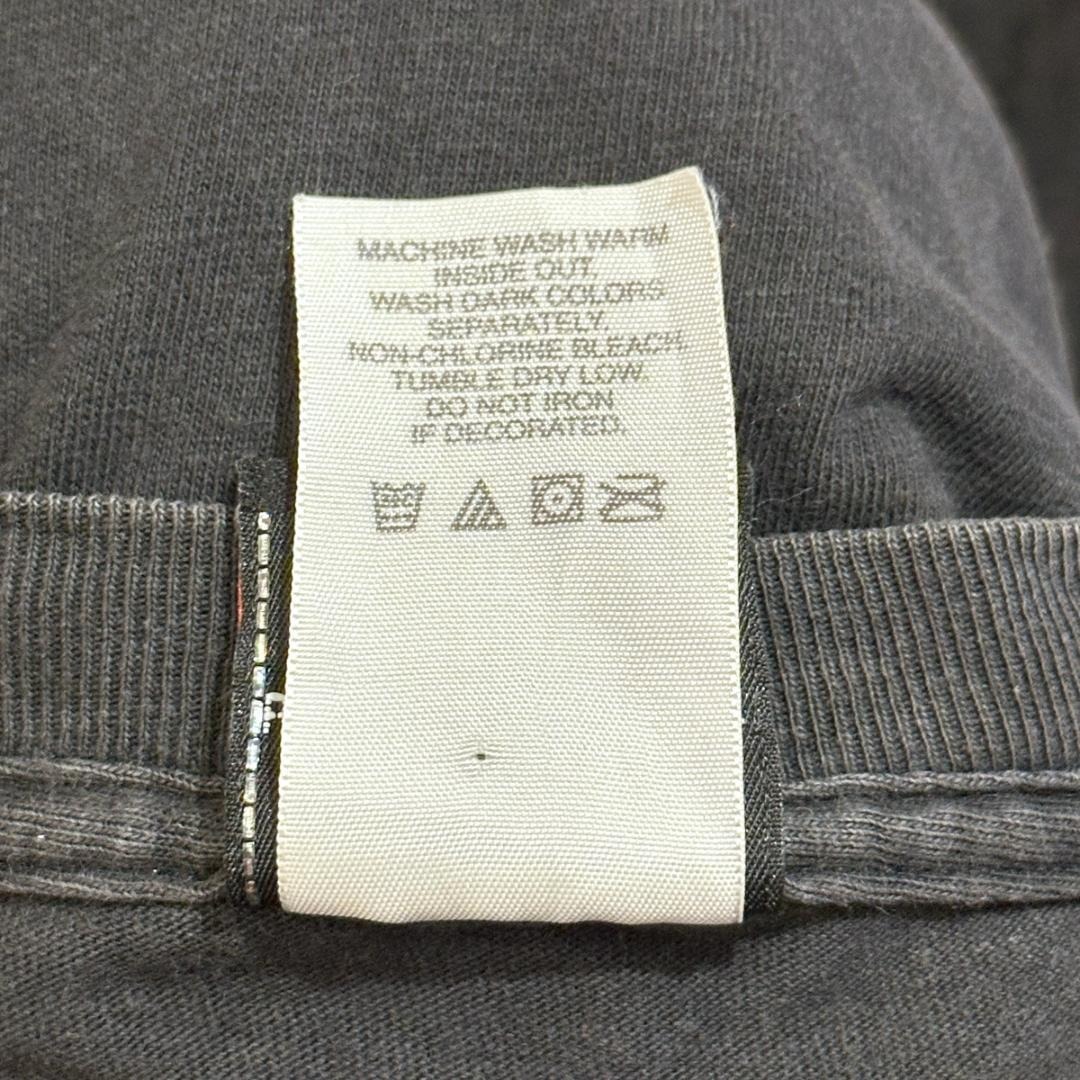 MACHINE WASH WARM
INSIDE OUT.
WASH DARK COLORS
SEPARATELY.
NON-CHLORINE BLEACH.
TUMBLE DRY LOW.
DO NOT IRON
IF DECORATED.